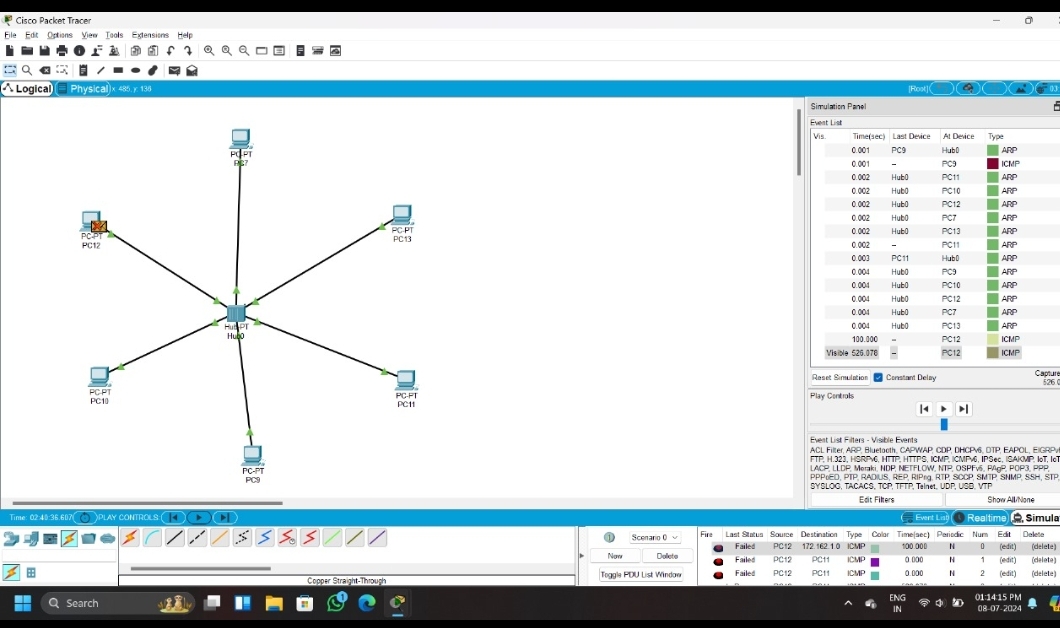 Cisco Packet Tracer
File Edit Options View Tools Extensions Help
Logical Physical x: 485, y: 136 [Root]
PC-PT
PC7
PC-PT
PC12
PC-PT
PC13
Hub-PT
Hub0
PC-PT
PC10
PC-PT
PC11
PC-PT
PC9
Simulation Panel
Event List
Vis. Time(sec) Last Device At Device Type
0.001 PC9 Hub0 ARP
0.001 -- PC9 ICMP
0.002 Hub0 PC11 ARP
0.002 Hub0 PC10 ARP
0.002 Hub0 PC12 ARP
0.002 Hub0 PC7 ARP
0.002 Hub0 PC13 ARP
0.002 -- PC11 ARP
0.003 PC11 Hub0 ARP
0.004 Hub0 PC9 ARP
0.004 Hub0 PC10 ARP
0.004 Hub0 PC12 ARP
0.004 Hub0 PC7 ARP
0.004 Hub0 PC13 ARP
100.000 -- PC12 ICMP
Visible 526.078 -- PC12 ICMP
Reset Simulation Constant Delay Capture
526.0
Play Controls
Event List Filters - Visible Events
ACL Filter, ARP, Bluetooth, CAPWAP, CDP, DHCPv6, DTP, EAPOL, EIGRPv
FTP, H.323, HSRPv6, HTTP, HTTPS, ICMP, ICMPv6, IPSec, ISAKMP, IoT, IoT
LACP, LLDP, Meraki, NDP, NETFLOW, NTP, OSPFv6, PAgP, POP3, PPP,
PPPoED, PTP, RADIUS, REP, RIPng, RTP, SCCP, SMTP, SNMP, SSH, STP,
SYSLOG, TACACS, TCP, TFTP, Telnet, UDP, USB, VTP
Edit Filters Show All/None
Time: 02:40:36.607 PLAY CONTROLS: Event List Realtime Simula
Scenario 0
New Delete
Toggle PDU List Window
Copper Straight-Through
Fire Last Status Source Destination Type Color Time(sec) Periodic Num Edit Delete
Failed PC12 172.162.1.0 ICMP 100.000 N 0 (edit) (delete)
Failed PC12 PC11 ICMP 0.000 N 1 (edit) (delete)
Failed PC12 PC11 ICMP 0.000 N 2 (edit) (delete)
Search
1
ENG
IN
01:14:15 PM
08-07-2024